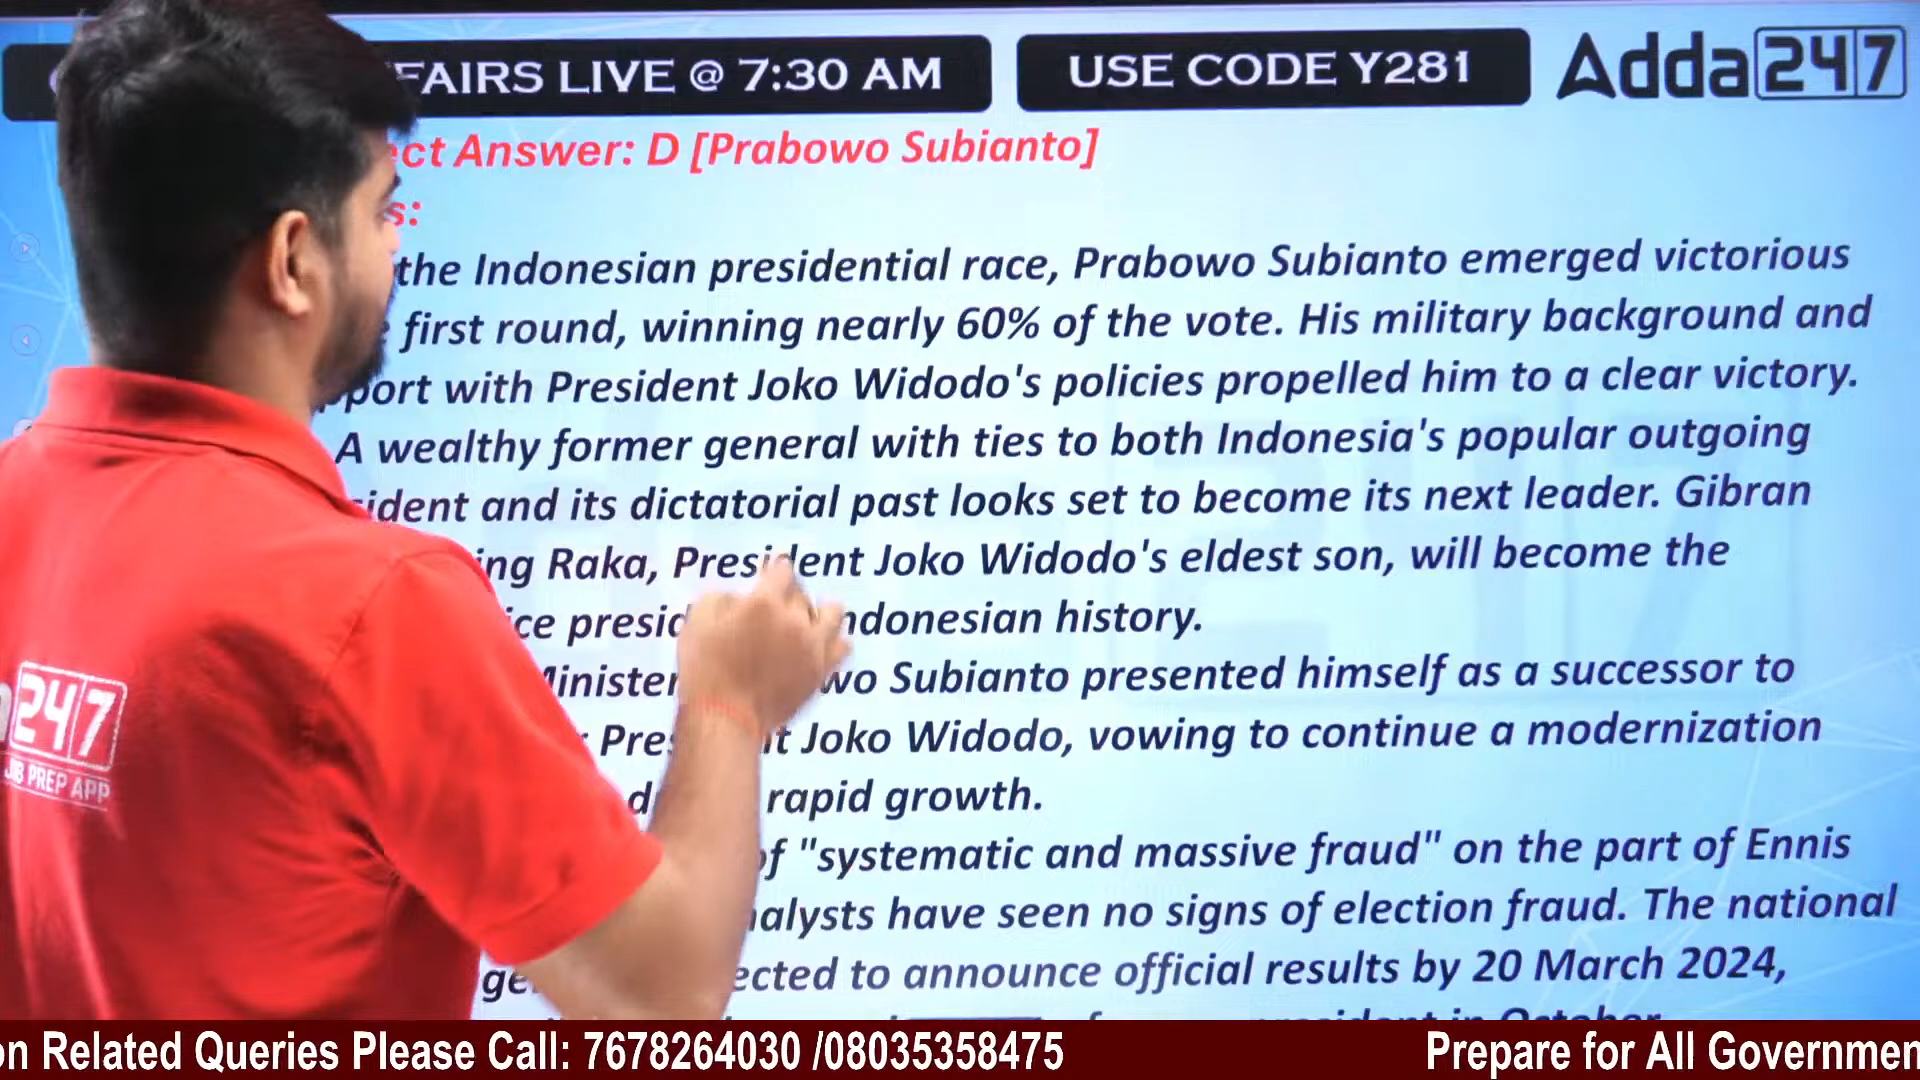 FAIRS LIVE @ 7:30 AM
USE CODE Y281
Adda247
ct Answer: D [Prabowo Subianto]
s:
the Indonesian presidential race, Prabowo Subianto emerged victorious
first round, winning nearly 60% of the vote. His military background and
port with President Joko Widodo's policies propelled him to a clear victory.
A wealthy former general with ties to both Indonesia's popular outgoing
ident and its dictatorial past looks set to become its next leader. Gibran
ing Raka, President Joko Widodo's eldest son, will become the
ice presid ndonesian history.
inister wo Subianto presented himself as a successor to
Pres t Joko Widodo, vowing to continue a modernization
d rapid growth.
of "systematic and massive fraud" on the part of Ennis
nalysts have seen no signs of election fraud. The national
ge ected to announce official results by 20 March 2024,
president in October
247
JOB PREP APP
on Related Queries Please Call: 7678264030 /08035358475
Prepare for All Governmen